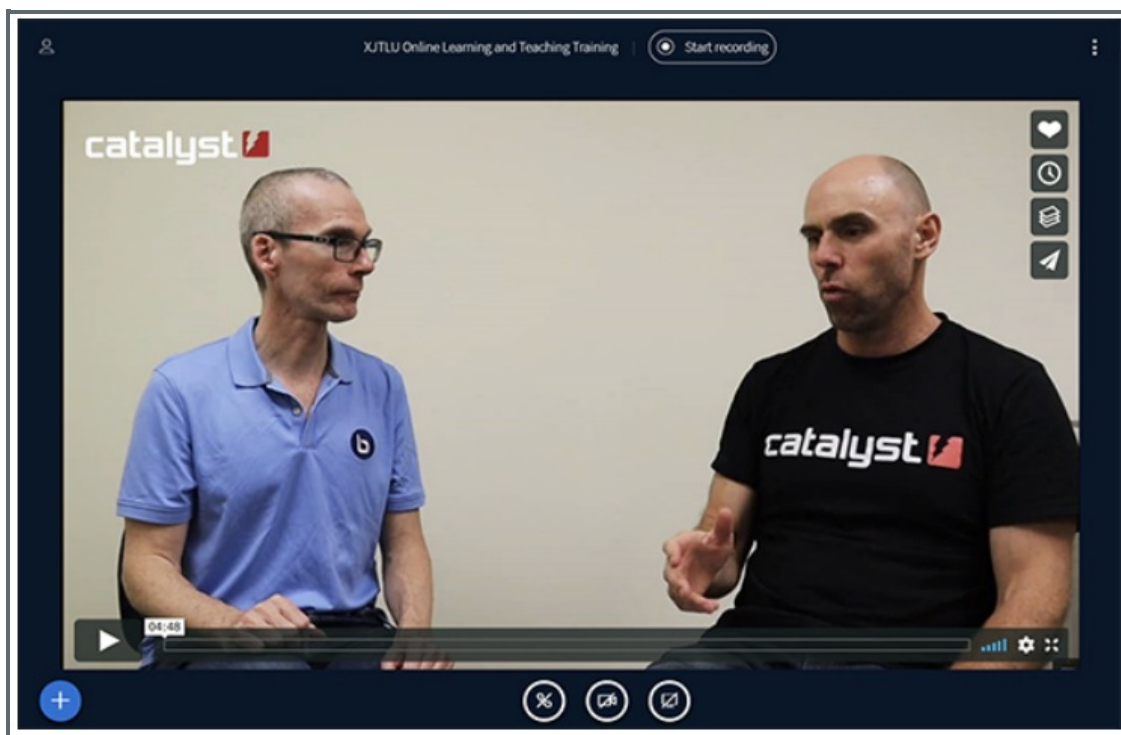 XJTLU Online Learning and Teaching Training
Start recording
catalyst
b
catalyst
04:48